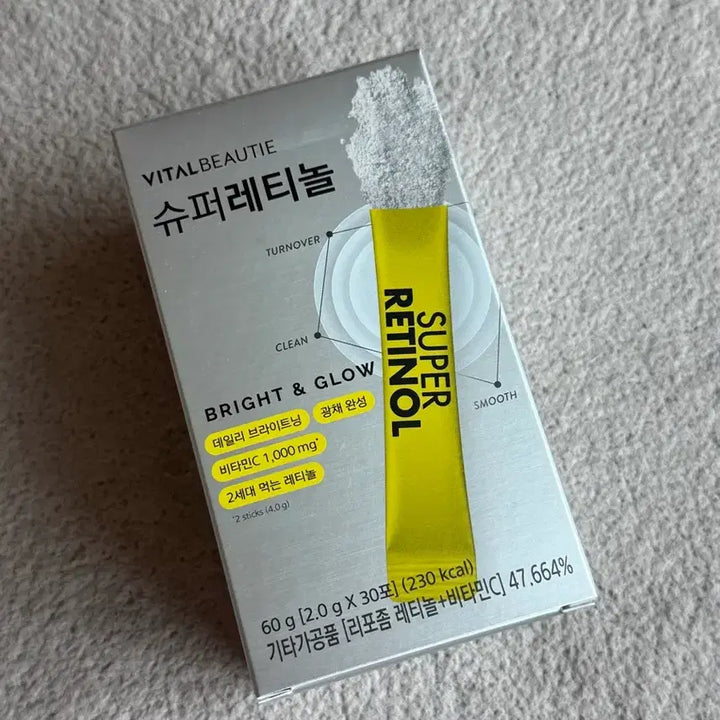 VITALBEAUTIE
슈퍼레티놀
TURNOVER
CLEAN
SMOOTH
SUPER
RETINOL
BRIGHT & GLOW
데일리 브라이트닝
광채 완성
비타민C 1,000 mg*
2세대 먹는 레티놀
*2 sticks (4.0 g)
60 g [2.0 g X 30포] (230 kcal)
기타가공품 [리포좀 레티놀+비타민C] 47.664%